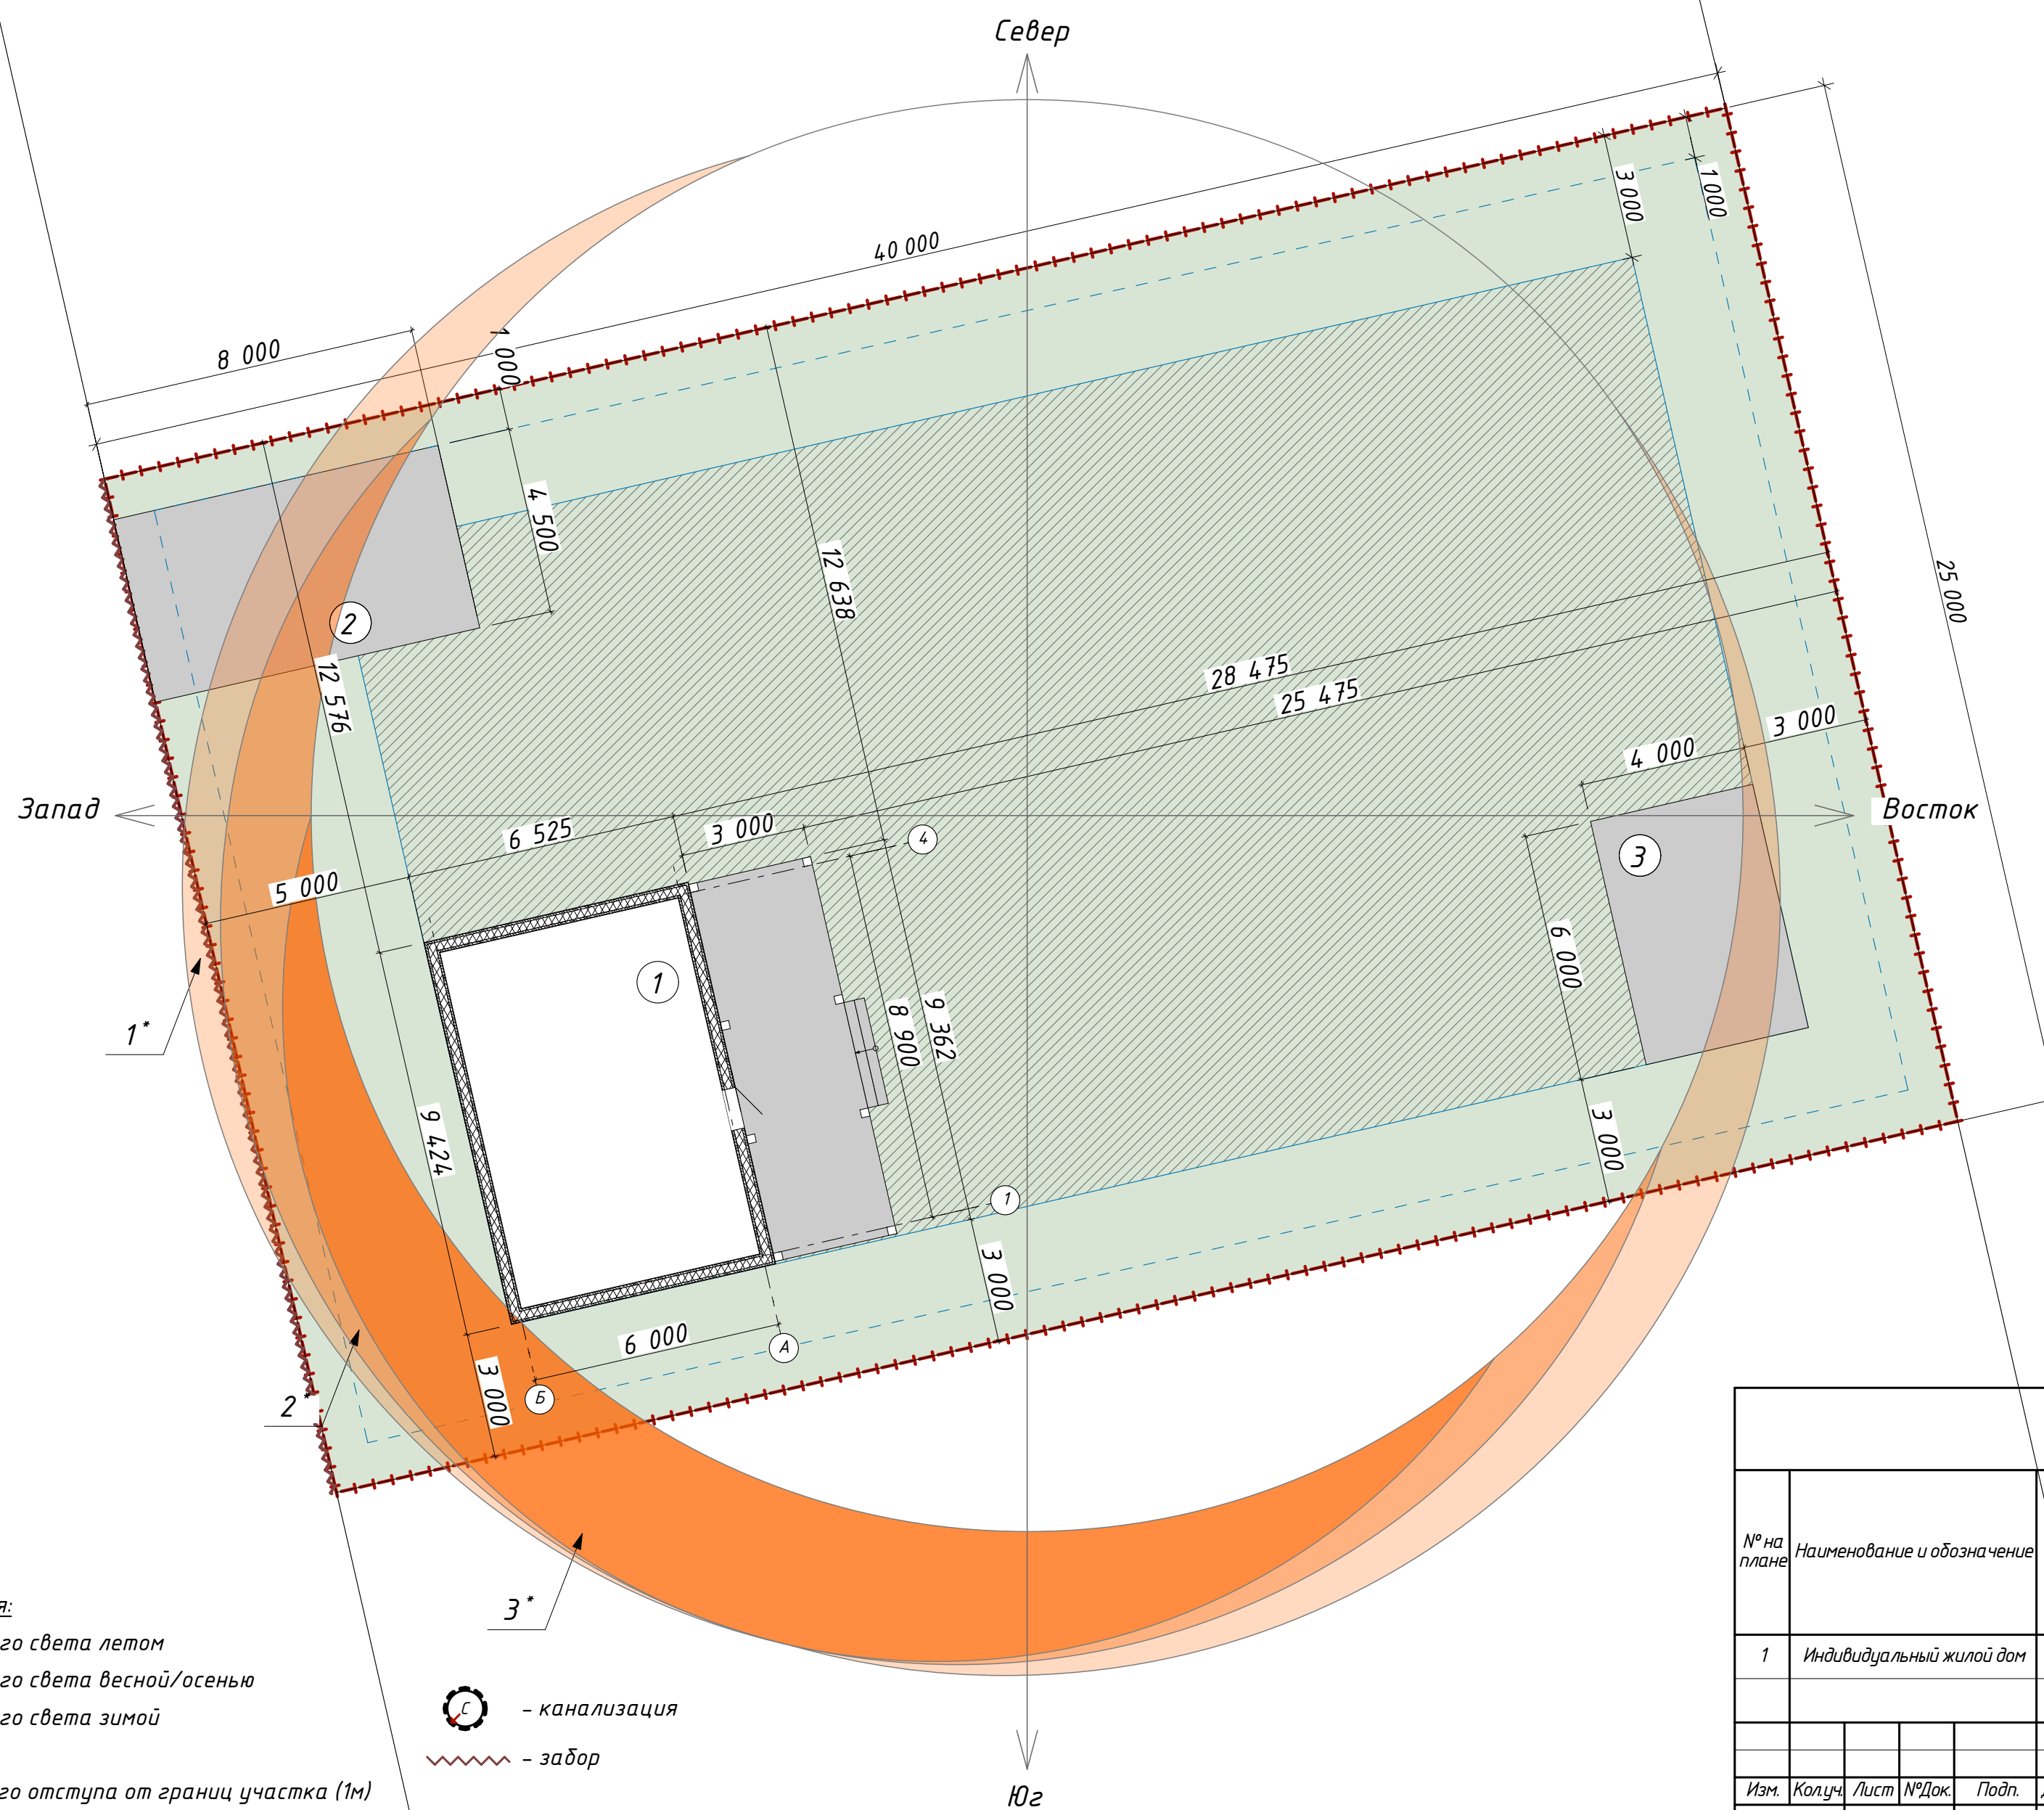 Север
3 000
1 000
40 000
8 000
1 000
4 500
12 638
25 000
2
12 576
28 475
25 475
3 000
4 000
Запад
Восток
6 525
3 000
4
3
5 000
6 000
1
1*
8 900
9 362
9 424
3 000
1
3 000
6 000
А
3 000
Б
2*
3*
№ на
плане
Наименование и обозначение
я:
го света летом
1
Индивидуальный жилой дом
го света весной/осенью
С
– канализация
го света зимой
– забор
го отступа от границ участка (1м)
Изм.
Кол.уч.
Лист
№Док.
Подп.
Юг